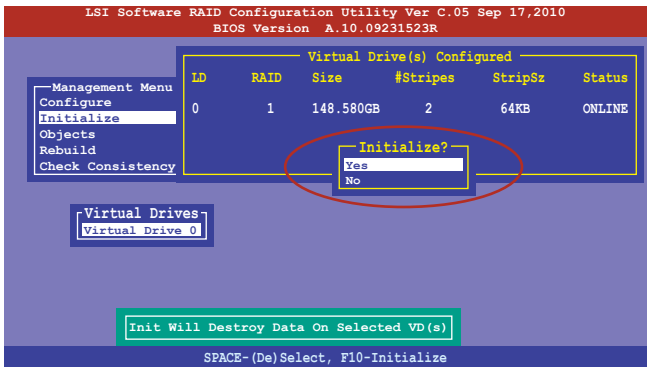 LSI Software RAID Configuration Utility Ver C.05 Sep 17,2010
BIOS Version A.10.09231523R
Virtual Drive(s) Configured
LD RAID Size #Stripes StripSz Status
0 1 148.580GB 2 64KB ONLINE
Management Menu
Configure
Initialize
Objects
Rebuild
Check Consistency
Initialize?
Yes
No
Virtual Drives
Virtual Drive 0
Init Will Destroy Data On Selected VD(s)
SPACE-(De)Select, F10-Initialize